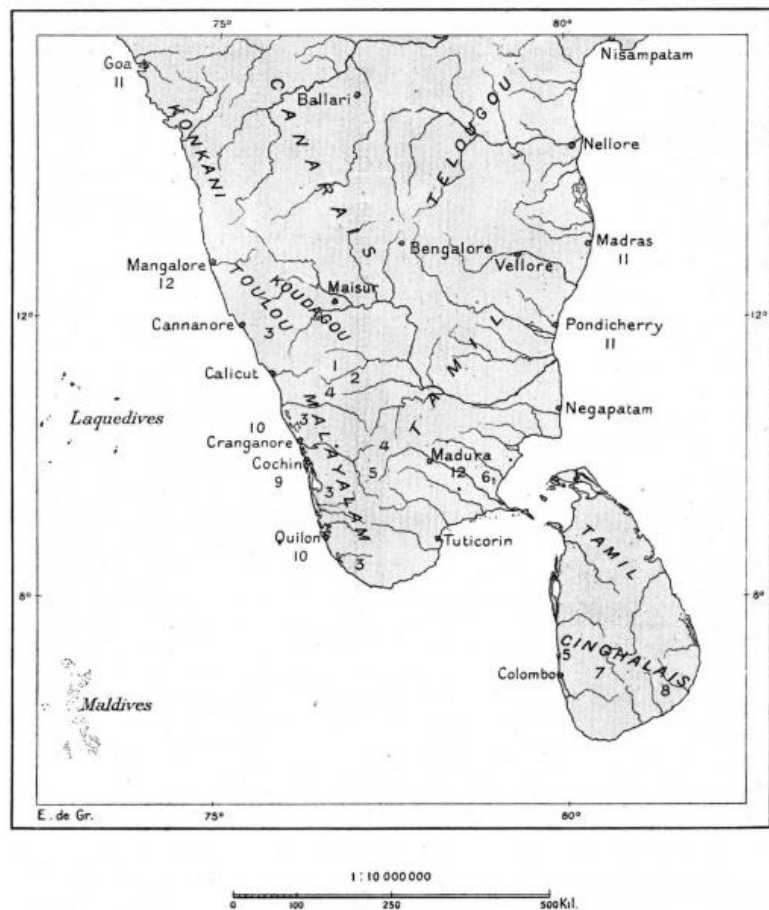 75°
80°
Nisampatam
Goa
11
KONKANI
CANARAIS
Ballari
TELOUGOU
Nellore
Bengalore
Madras
11
Vellore
Mangalore
12
TOULOU
KOUDAGOU
Maisur
12°
12°
Cannanore
3
Pondicherry
11
1
2
Calicut
4
TAMIL
Laquedives
Negapatam
10
3
MALAYALAM
Cranganore
4
Madura
12
6
Cochin
9
5
3
Quilon
10
Tuticorin
3
TAMIL
8°
8°
CINGHALAIS
5
7
Colombo
8
Maldives
E. de Gr.
75°
80°
1:10 000 000
0 100 250 500 Kil.